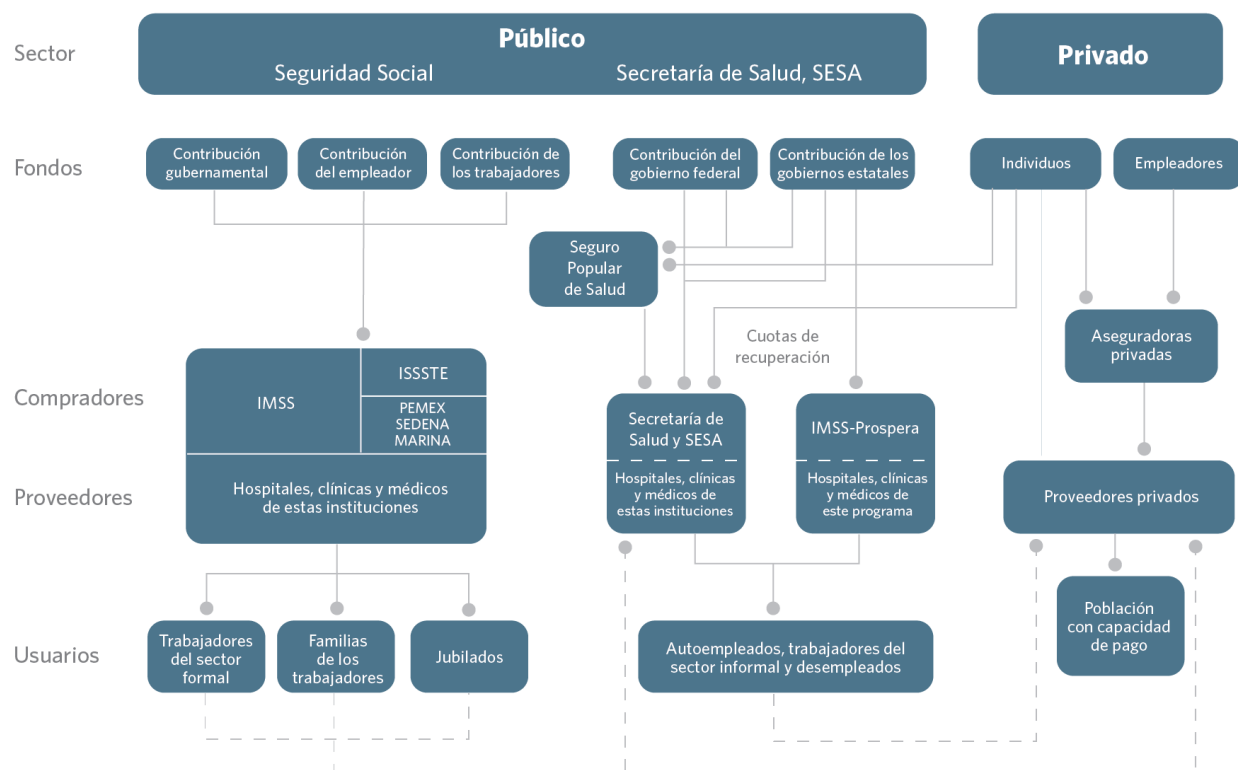 Sector
Público
Seguridad Social
Secretaría de Salud, SESA
Privado
Fondos
Contribución
gubernamental
Contribución
del empleador
Contribución de
los trabajadores
Contribución del
gobierno federal
Contribución de los
gobiernos estatales
Individuos
Empleadores
Seguro
Popular
de Salud
Cuotas de
recuperación
Aseguradoras
privadas
Compradores
IMSS
ISSSTE
PEMEX
SEDENA
MARINA
Secretaría de
Salud y SESA
IMSS-Prospera
Proveedores
Hospitales, clínicas y médicos
de estas instituciones
Hospitales, clínicas
y médicos de
estas instituciones
Hospitales, clínicas
y médicos de
este programa
Proveedores privados
Usuarios
Trabajadores
del sector
formal
Familias
de los
trabajadores
Jubilados
Autoempleados, trabajadores del
sector informal y desempleados
Población
con capacidad
de pago